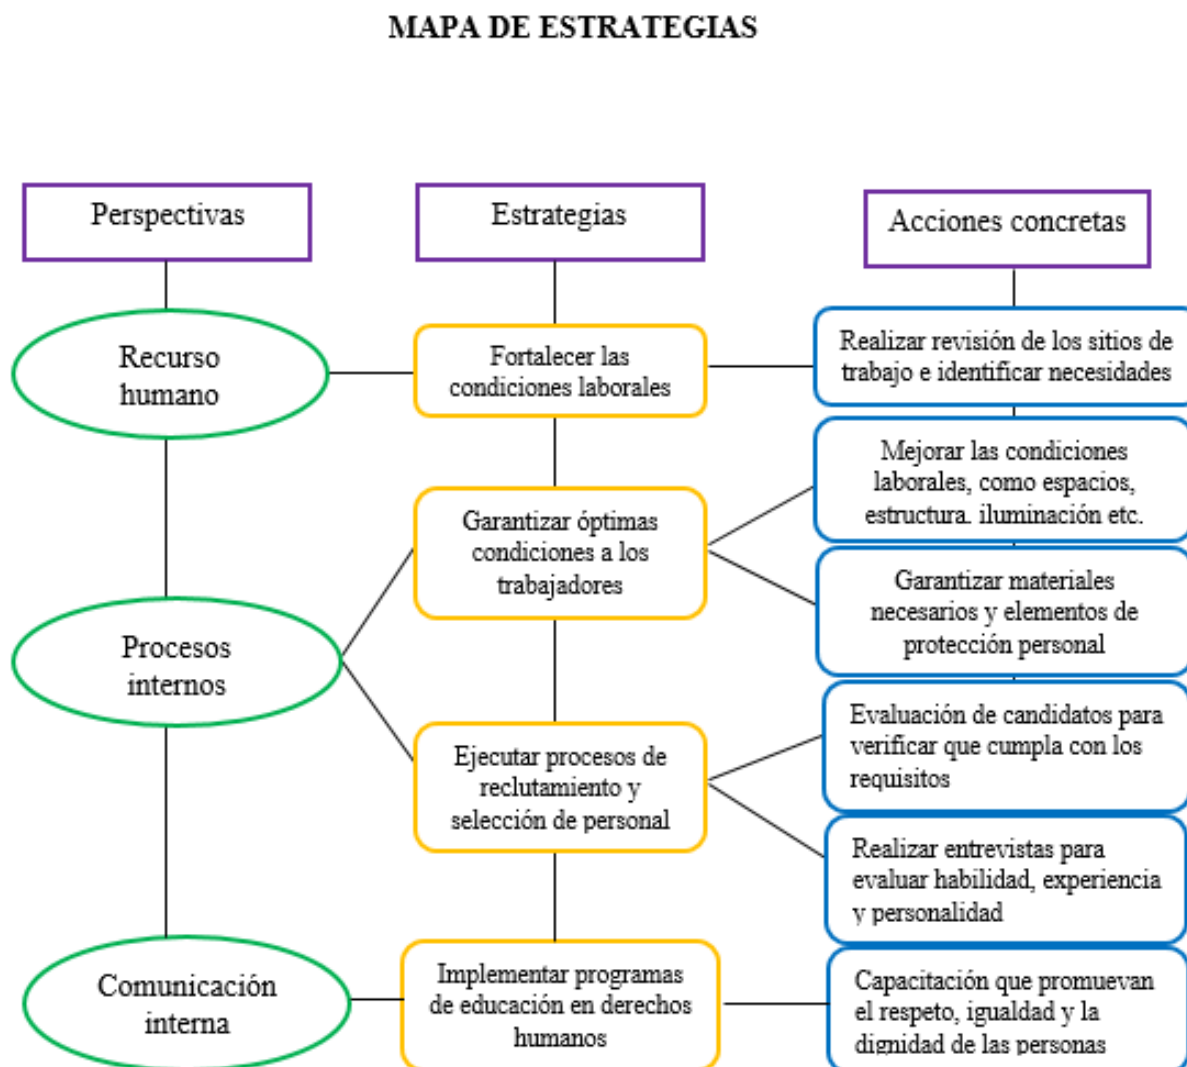 MAPA DE ESTRATEGIAS
Perspectivas
Estrategias
Acciones concretas
Recurso
humano
Fortalecer las
condiciones laborales
Realizar revisión de los sitios de
trabajo e identificar necesidades
Mejorar las condiciones
laborales, como espacios,
estructura. iluminación etc.
Procesos
internos
Garantizar óptimas
condiciones a los
trabajadores
Garantizar materiales
necesarios y elementos de
protección personal
Ejecutar procesos de
reclutamiento y
selección de personal
Evaluación de candidatos para
verificar que cumpla con los
requisitos
Realizar entrevistas para
evaluar habilidad, experiencia
y personalidad
Comunicación
interna
Implementar programas
de educación en derechos
humanos
Capacitación que promuevan
el respeto, igualdad y la
dignidad de las personas